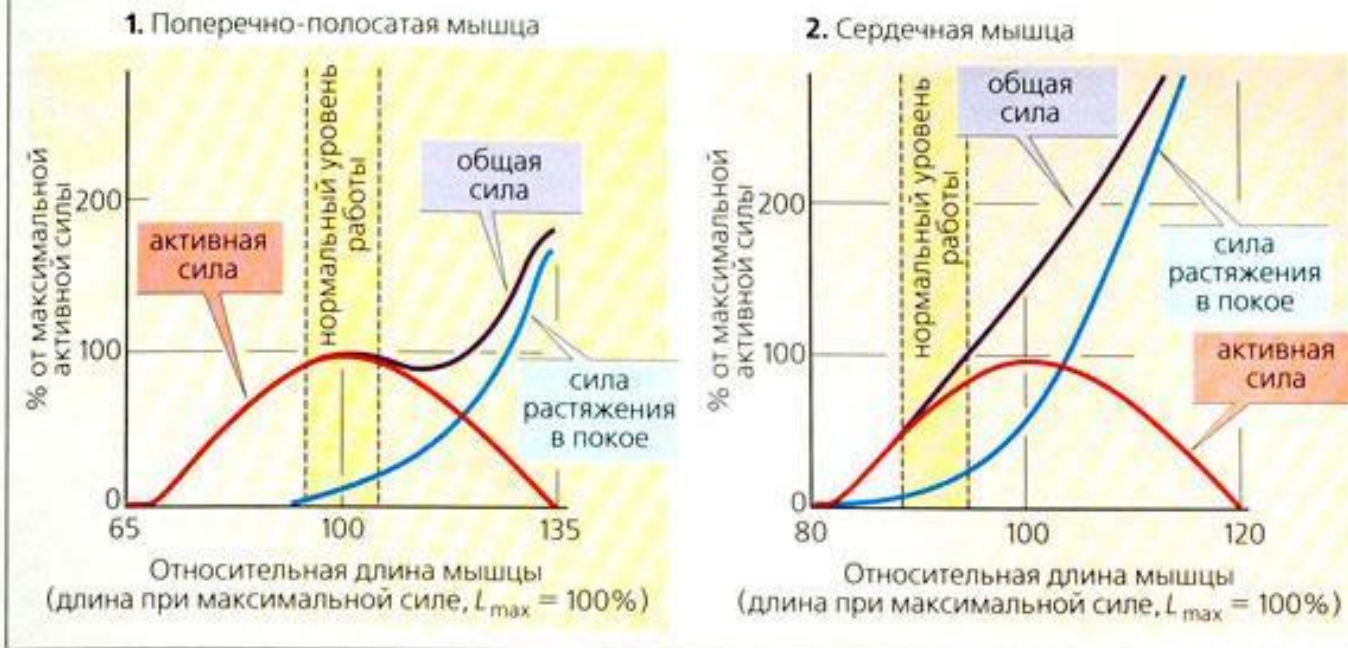 1. Поперечно-полосатая мышца
% от максимальной
активной силы
200
100
0
65
100
135
активная
сила
нормальный уровень
работы
общая
сила
сила
растяжения
в покое
Относительная длина мышцы
(длина при максимальной силе, Lmax = 100%)
2. Сердечная мышца
% от максимальной
активной силы
200
100
0
80
100
120
нормальный уровень
работы
общая
сила
сила
растяжения
в покое
активная
сила
Относительная длина мышцы
(длина при максимальной силе, Lmax = 100%)